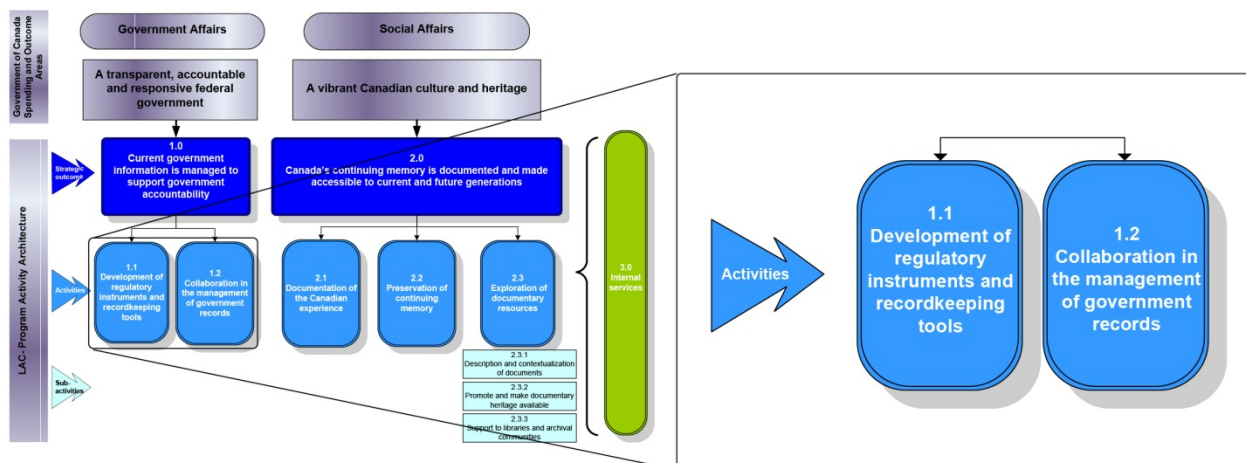 Government of Canada
Spending and Outcome
Areas
Government Affairs
Social Affairs
A transparent, accountable
and responsive federal
government
A vibrant Canadian culture and heritage
LAC- Program Activity Architecture
Strategic
outcome
1.0
Current government
information is managed to
support government
accountability
2.0
Canada's continuing memory is documented and made
accessible to current and future generations
Activities
1.1
Development of
regulatory
instruments and
recordkeeping
tools
1.2
Collaboration in
the management
of government
records
2.1
Documentation of
the Canadian
experience
2.2
Preservation of
continuing
memory
2.3
Exploration of
documentary
resources
3.0
Internal
services
Sub-
activities
2.3.1
Description and contextualization
of documents
2.3.2
Promote and make documentary
heritage available
2.3.3
Support to libraries and archival
communities
Activities
1.1
Development of
regulatory
instruments and
recordkeeping
tools
1.2
Collaboration in
the management
of government
records